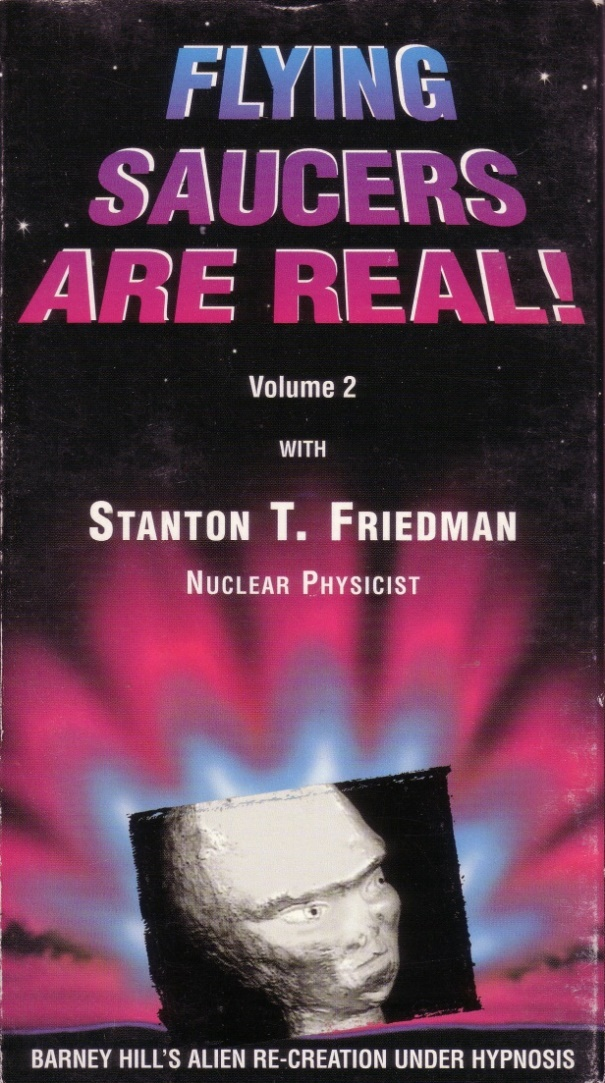 FLYING
SAUCERS
ARE REAL!
Volume 2
WITH
STANTON T. FRIEDMAN
NUCLEAR PHYSICIST
BARNEY HILL'S ALIEN RE-CREATION UNDER HYPNOSIS